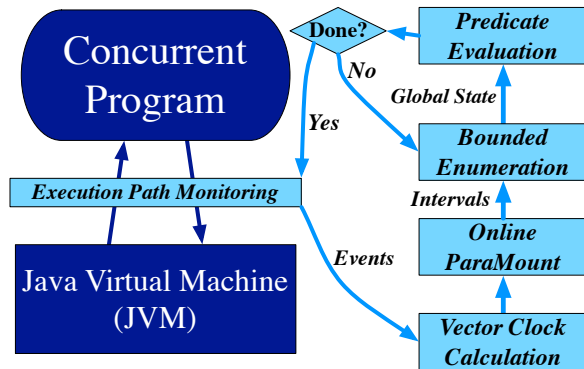 Concurrent
Program
Done?
Predicate
Evaluation
No
Global State
Yes
Bounded
Enumeration
Execution Path Monitoring
Intervals
Online
ParaMount
Events
Java Virtual Machine
(JVM)
Vector Clock
Calculation